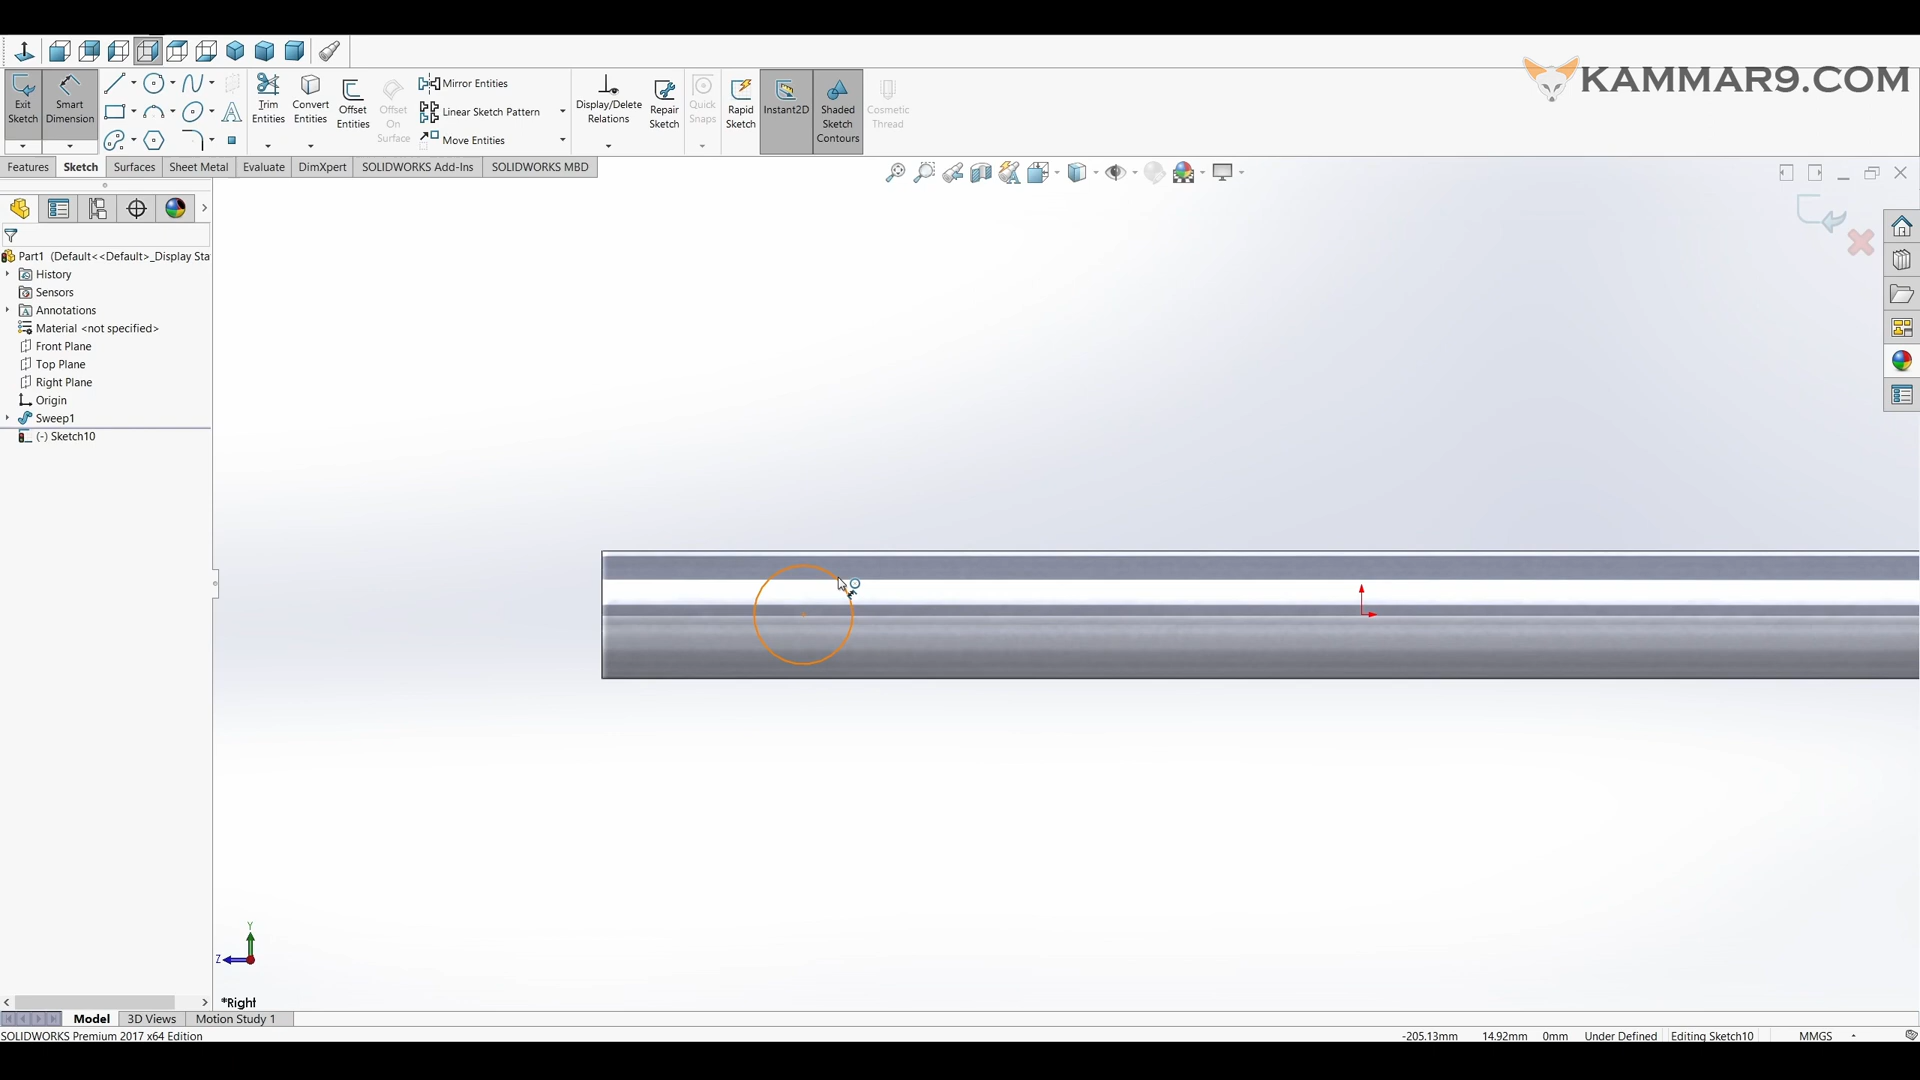 KAMMAR9.COM
Exit Sketch
Smart Dimension
Trim Entities
Convert Entities
Offset Entities
Offset On Surface
Mirror Entities
Linear Sketch Pattern
Move Entities
Display/Delete Relations
Repair Sketch
Quick Snaps
Rapid Sketch
Instant2D
Shaded Sketch Contours
Cosmetic Thread
Features
Sketch
Surfaces
Sheet Metal
Evaluate
DimXpert
SOLIDWORKS Add-Ins
SOLIDWORKS MBD
Part1 (Default<<Default>_Display Sta
History
Sensors
Annotations
Material <not specified>
Front Plane
Top Plane
Right Plane
Origin
Sweep1
(-) Sketch10
Y
Z
*Right
Model
3D Views
Motion Study 1
SOLIDWORKS Premium 2017 x64 Edition
-205.13mm
14.92mm
0mm
Under Defined
Editing Sketch10
MMGS